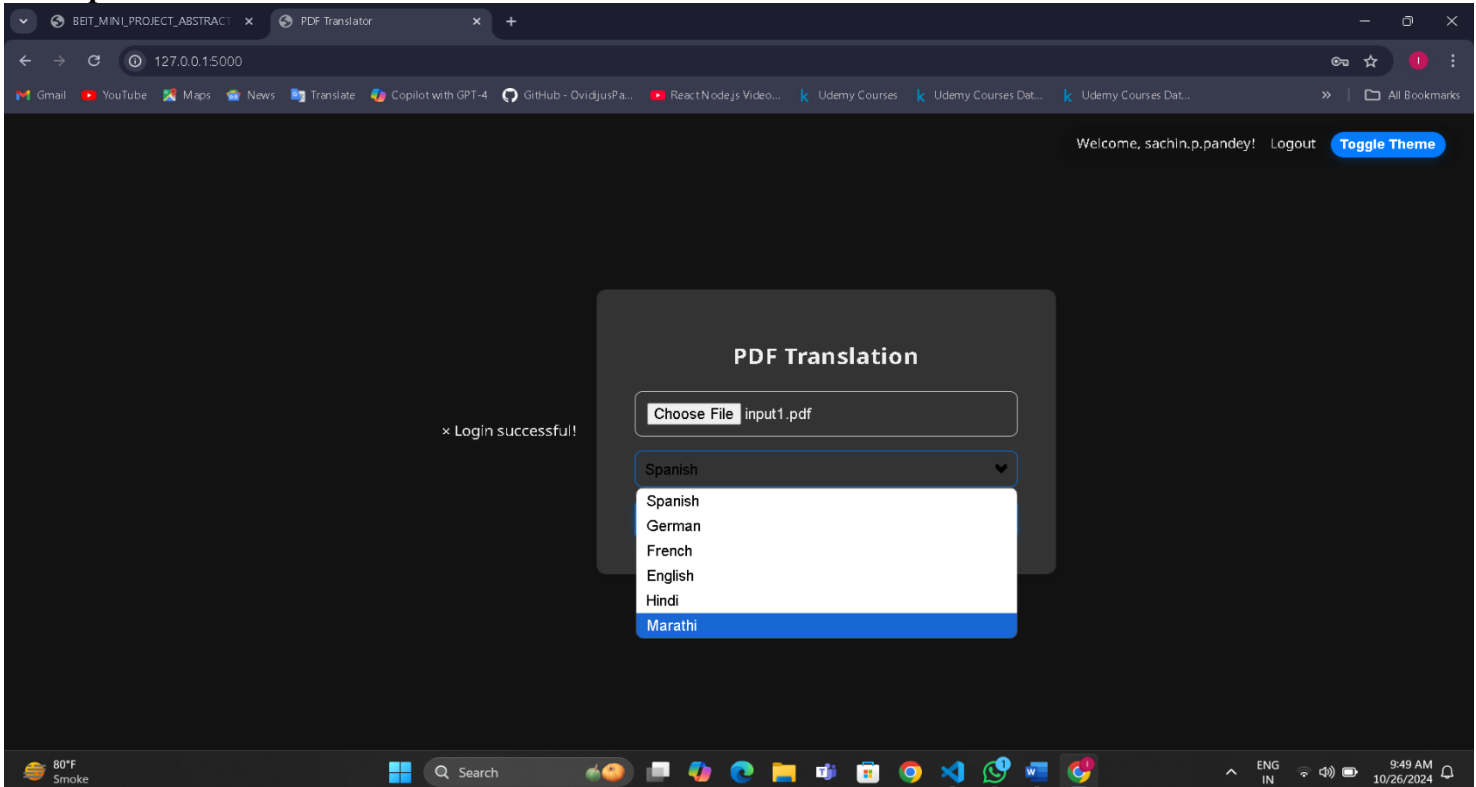 BEIT_MINI_PROJECT_ABSTRACT
PDF Translator
127.0.0.1:5000
Gmail YouTube Maps News Translate Copilot with GPT-4 GitHub - OvidijusPa... React Node.js Video... Udemy Courses Udemy Courses Dat... Udemy Courses Dat... » All Bookmarks
Welcome, sachin.p.pandey! Logout Toggle Theme
PDF Translation
Choose File input1.pdf
× Login successful!
Spanish
Spanish
German
French
English
Hindi
Marathi
80°F
Smoke
Search
ENG
IN
9:49 AM
10/26/2024